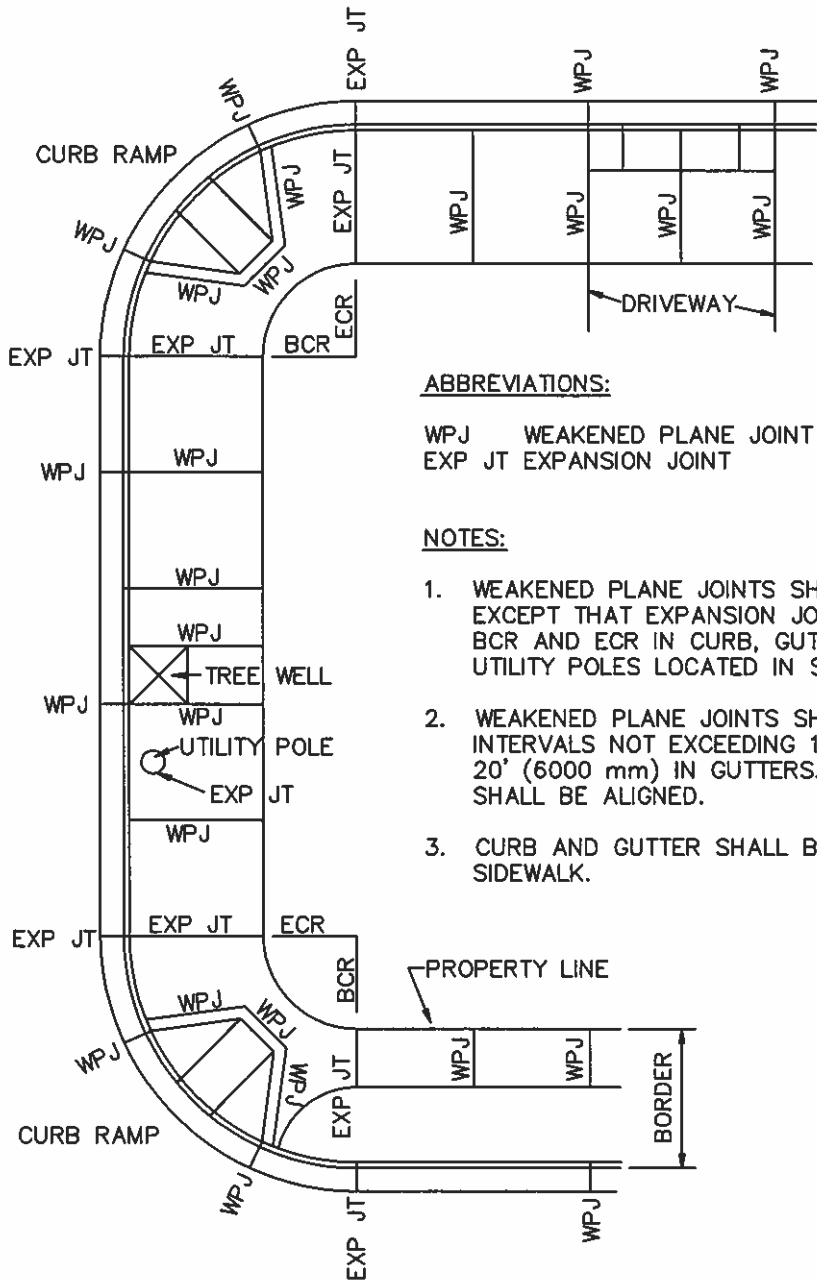 EXP JT
WPJ
WPJ
WPJ
CURB RAMP
WPJ
EXP JT
WPJ
WPJ
WPJ
WPJ
WPJ
WPJ
WPJ
DRIVEWAY
ECR
EXP JT
EXP JT
BCR
ABBREVIATIONS:
WPJ WEAKENED PLANE JOINT
EXP JT EXPANSION JOINT
WPJ
WPJ
NOTES:
1. WEAKENED PLANE JOINTS SH
EXCEPT THAT EXPANSION JO
BCR AND ECR IN CURB, GUT
UTILITY POLES LOCATED IN S
WPJ
WPJ
TREE WELL
WPJ
WPJ
2. WEAKENED PLANE JOINTS SH
INTERVALS NOT EXCEEDING 1
20' (6000 mm) IN GUTTERS.
SHALL BE ALIGNED.
UTILITY POLE
EXP JT
WPJ
3. CURB AND GUTTER SHALL B
SIDEWALK.
EXP JT
EXP JT
ECR
BCR
PROPERTY LINE
WPJ
WPJ
WPJ
WPJ
EXP JT
WPJ
WPJ
BORDER
CURB RAMP
WPJ
EXP JT
WPJ